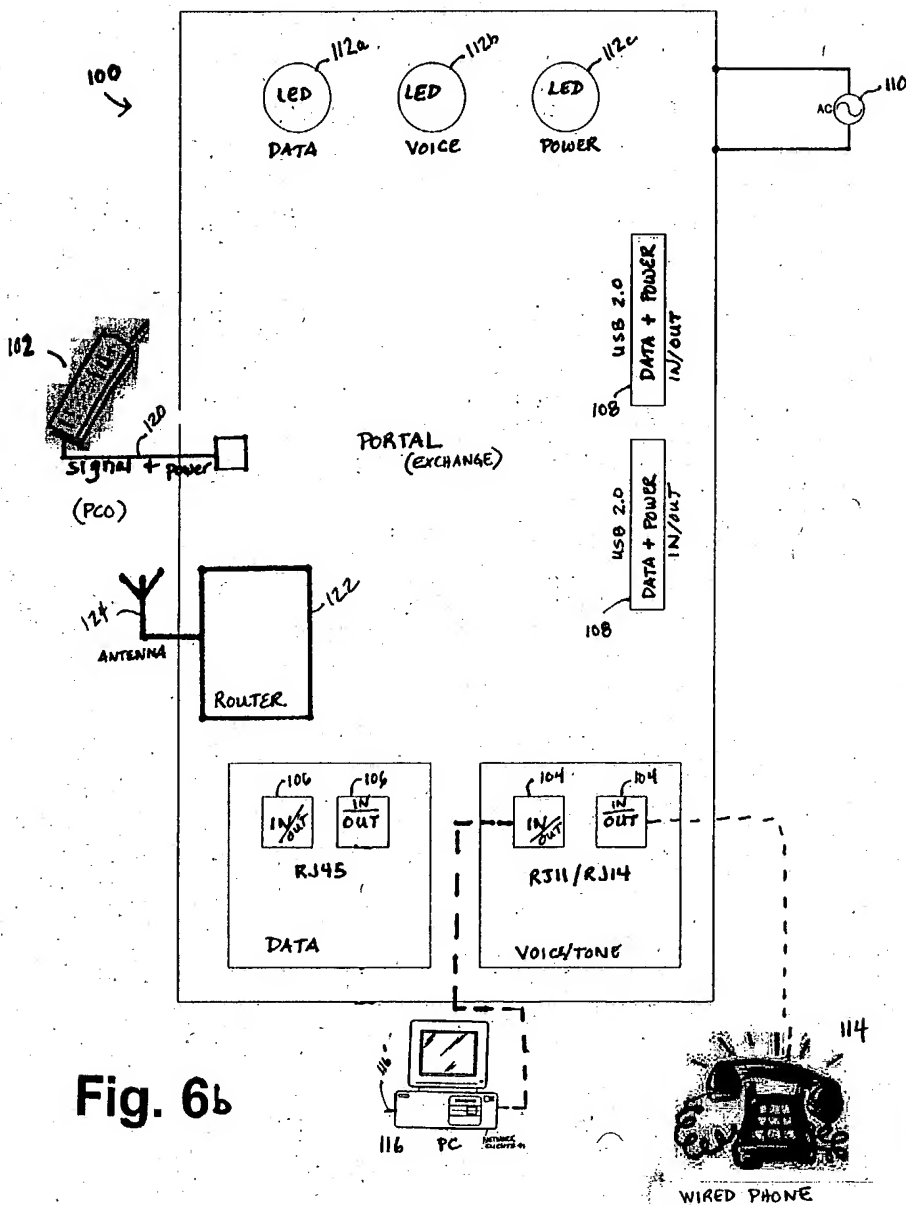 100
112a
112b
112c
LED
LED
LED
DATA
VOICE
POWER
AC
110
102
120
signal + power
(PCO)
PORTAL
(EXCHANGE)
USB 2.0
DATA + POWER
IN/OUT
108
USB 2.0
DATA + POWER
IN/OUT
108
124
ANTENNA
122
ROUTER
106
106
IN/OUT
IN
OUT
RJ45
DATA
104
104
IN/OUT
IN
OUT
RJ11/RJ14
VOICE/TONE
Fig. 6b
116'
116
PC
114
WIRED PHONE